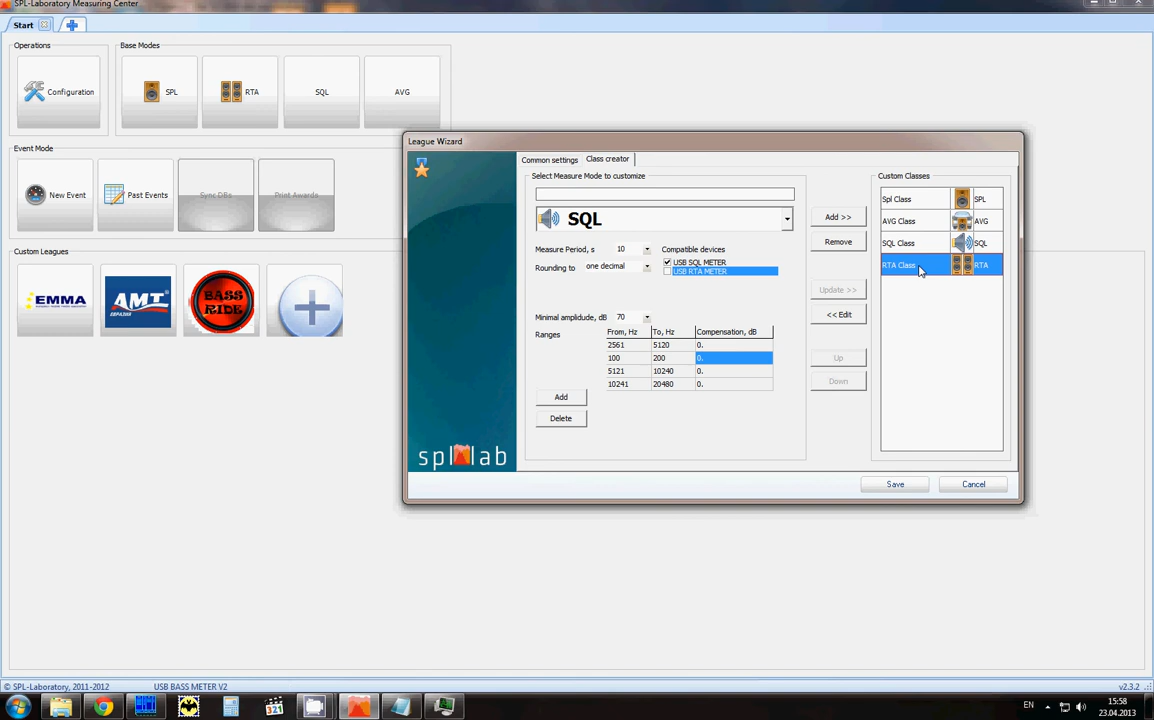 SPL-Laboratory Measuring Center
Start
Operations
Base Modes
Configuration
SPL
RTA
SQL
AVG
Event Mode
New Event
Past Events
Sync DBs
Print Awards
Custom Leagues
EMMA
AMT
ЕВРАЗИЯ
BASS
RIDE
League Wizard
Common settings
Class creator
Select Measure Mode to customize
SQL
Measure Period, s
10
Rounding to
one decimal
Compatible devices
USB SQL METER
USB RTA METER
Minimal amplidude, dB
70
Ranges
From, Hz
To, Hz
Compensation, dB
2561
5120
0.
100
200
0.
5121
10240
0.
10241
20480
0.
Add
Delete
Add >>
Remove
Update >>
<< Edit
Up
Down
Custom Classes
Spl Class
SPL
AVG Class
AVG
SQL Class
SQL
RTA Class
RTA
spl lab
Save
Cancel
© SPL-Laboratory, 2011-2012
USB BASS METER V2
v2.3.2
321
EN
15:58
23.04.2013